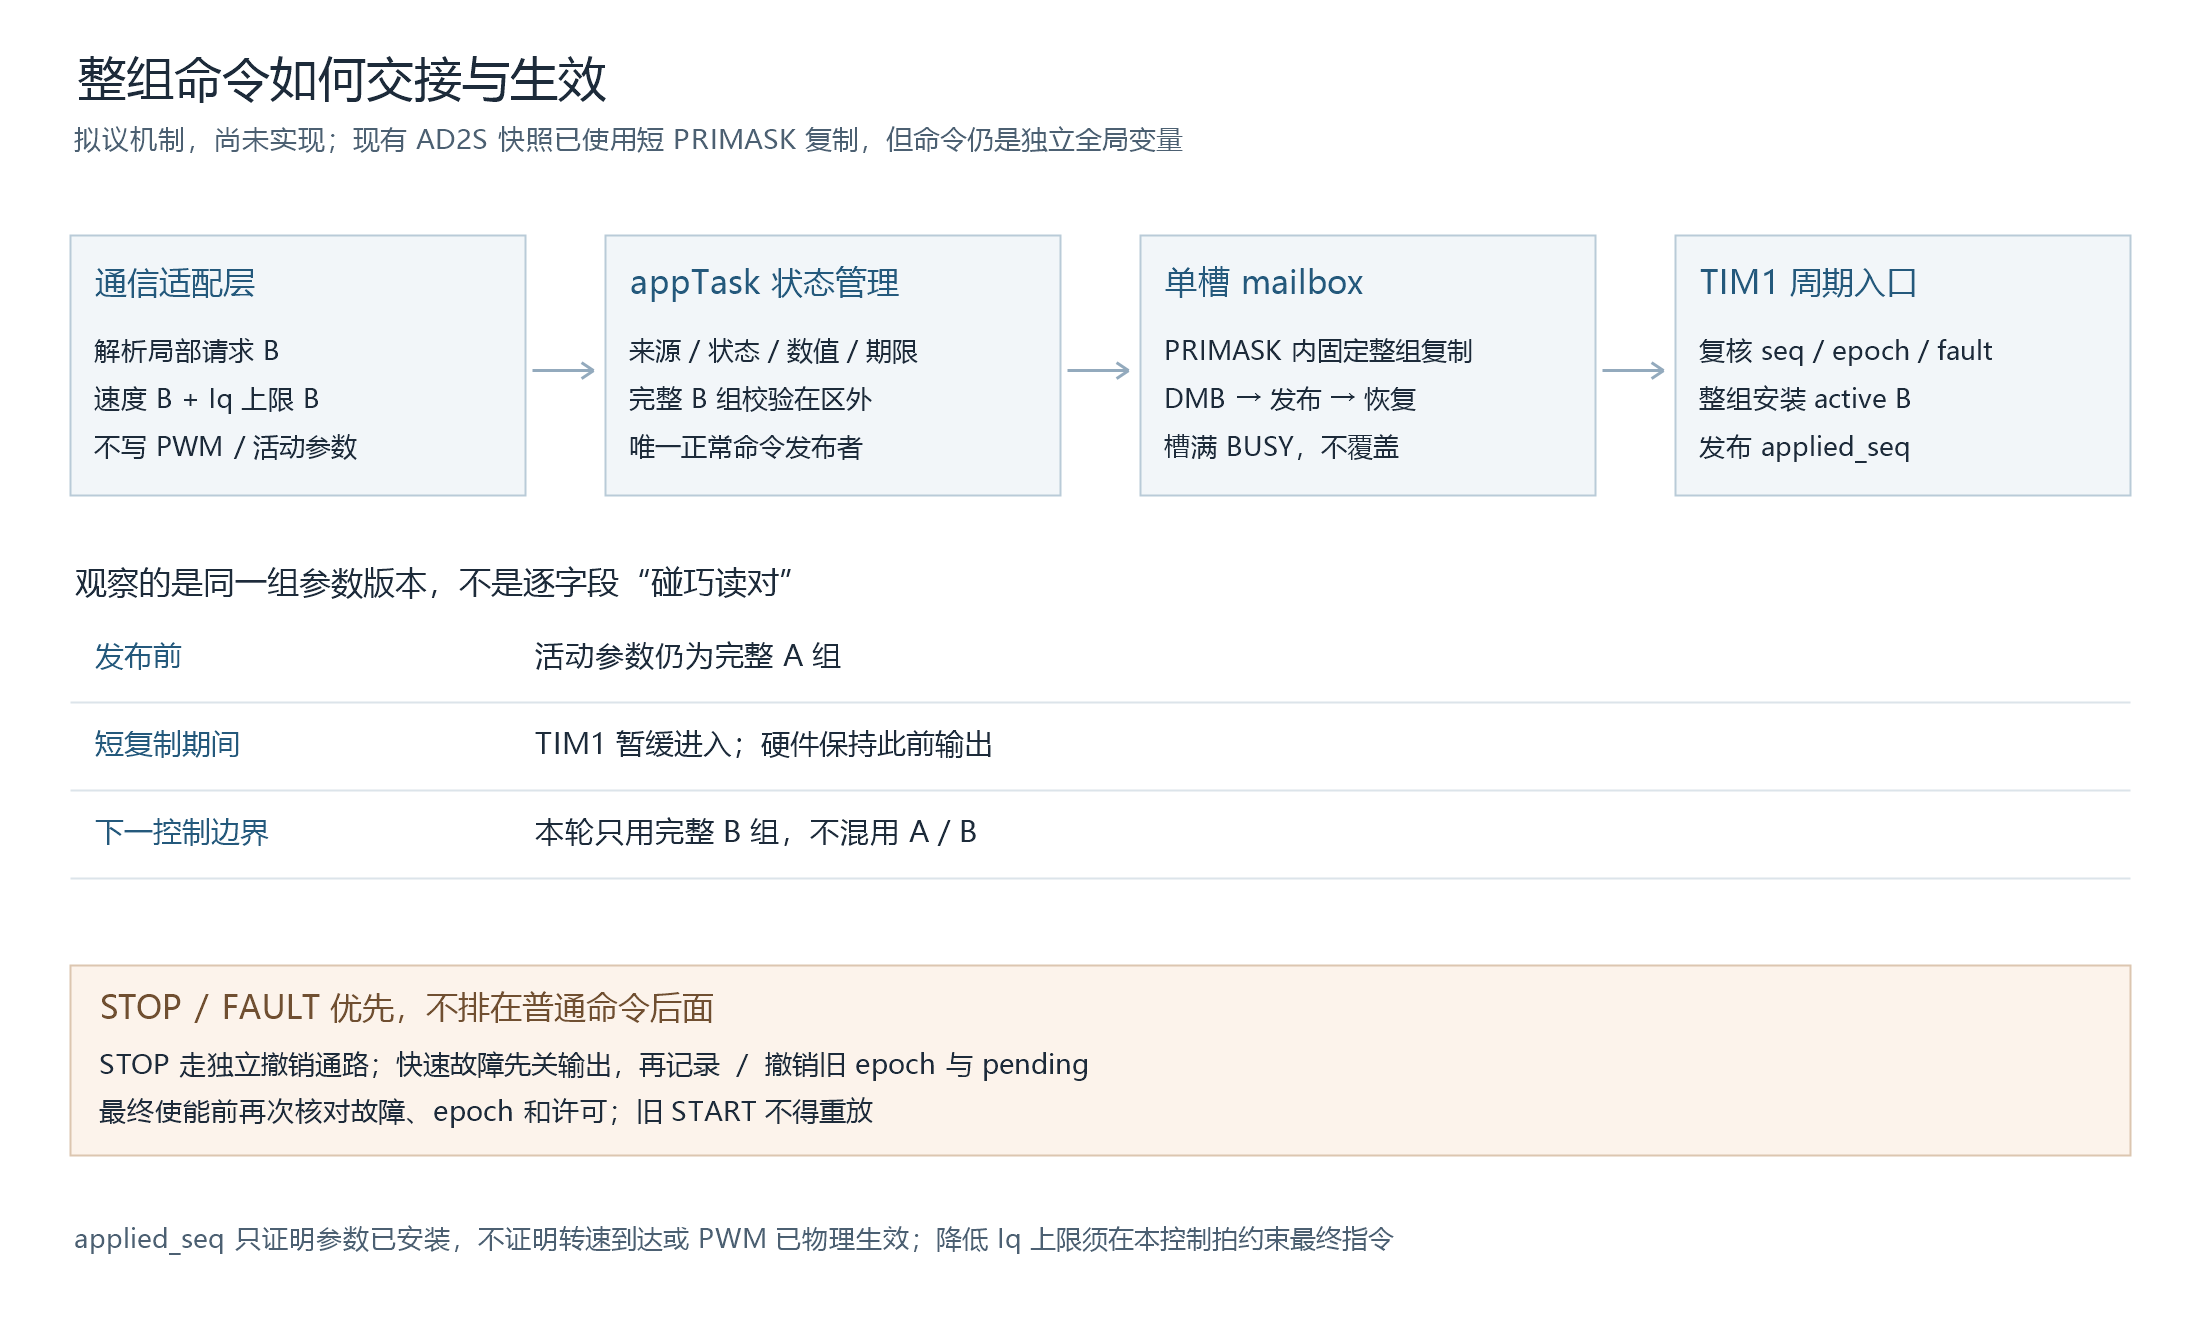 整组命令如何交接与生效
拟议机制，尚未实现；现有 AD2S 快照已使用短 PRIMASK 复制，但命令仍是独立全局变量
通信适配层
解析局部请求 B
速度 B + Iq 上限 B
不写 PWM / 活动参数
appTask 状态管理
来源 / 状态 / 数值 / 期限
完整 B 组校验在区外
唯一正常命令发布者
单槽 mailbox
PRIMASK 内固定整组复制
DMB → 发布 → 恢复
槽满 BUSY，不覆盖
TIM1 周期入口
复核 seq / epoch / fault
整组安装 active B
发布 applied_seq
观察的是同一组参数版本，不是逐字段“碰巧读对”
发布前 活动参数仍为完整 A 组
短复制期间 TIM1 暂缓进入；硬件保持此前输出
下一控制边界 本轮只用完整 B 组，不混用 A / B
STOP / FAULT 优先，不排在普通命令后面
STOP 走独立撤销通路；快速故障先关输出，再记录 / 撤销旧 epoch 与 pending
最终使能前再次核对故障、epoch 和许可；旧 START 不得重放
applied_seq 只证明参数已安装，不证明转速到达或 PWM 已物理生效；降低 Iq 上限须在本控制拍约束最终指令